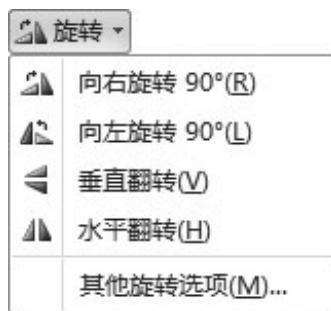 旋转
向右旋转 90°(R)
向左旋转 90°(L)
垂直翻转(V)
水平翻转(H)
其他旋转选项(M)...